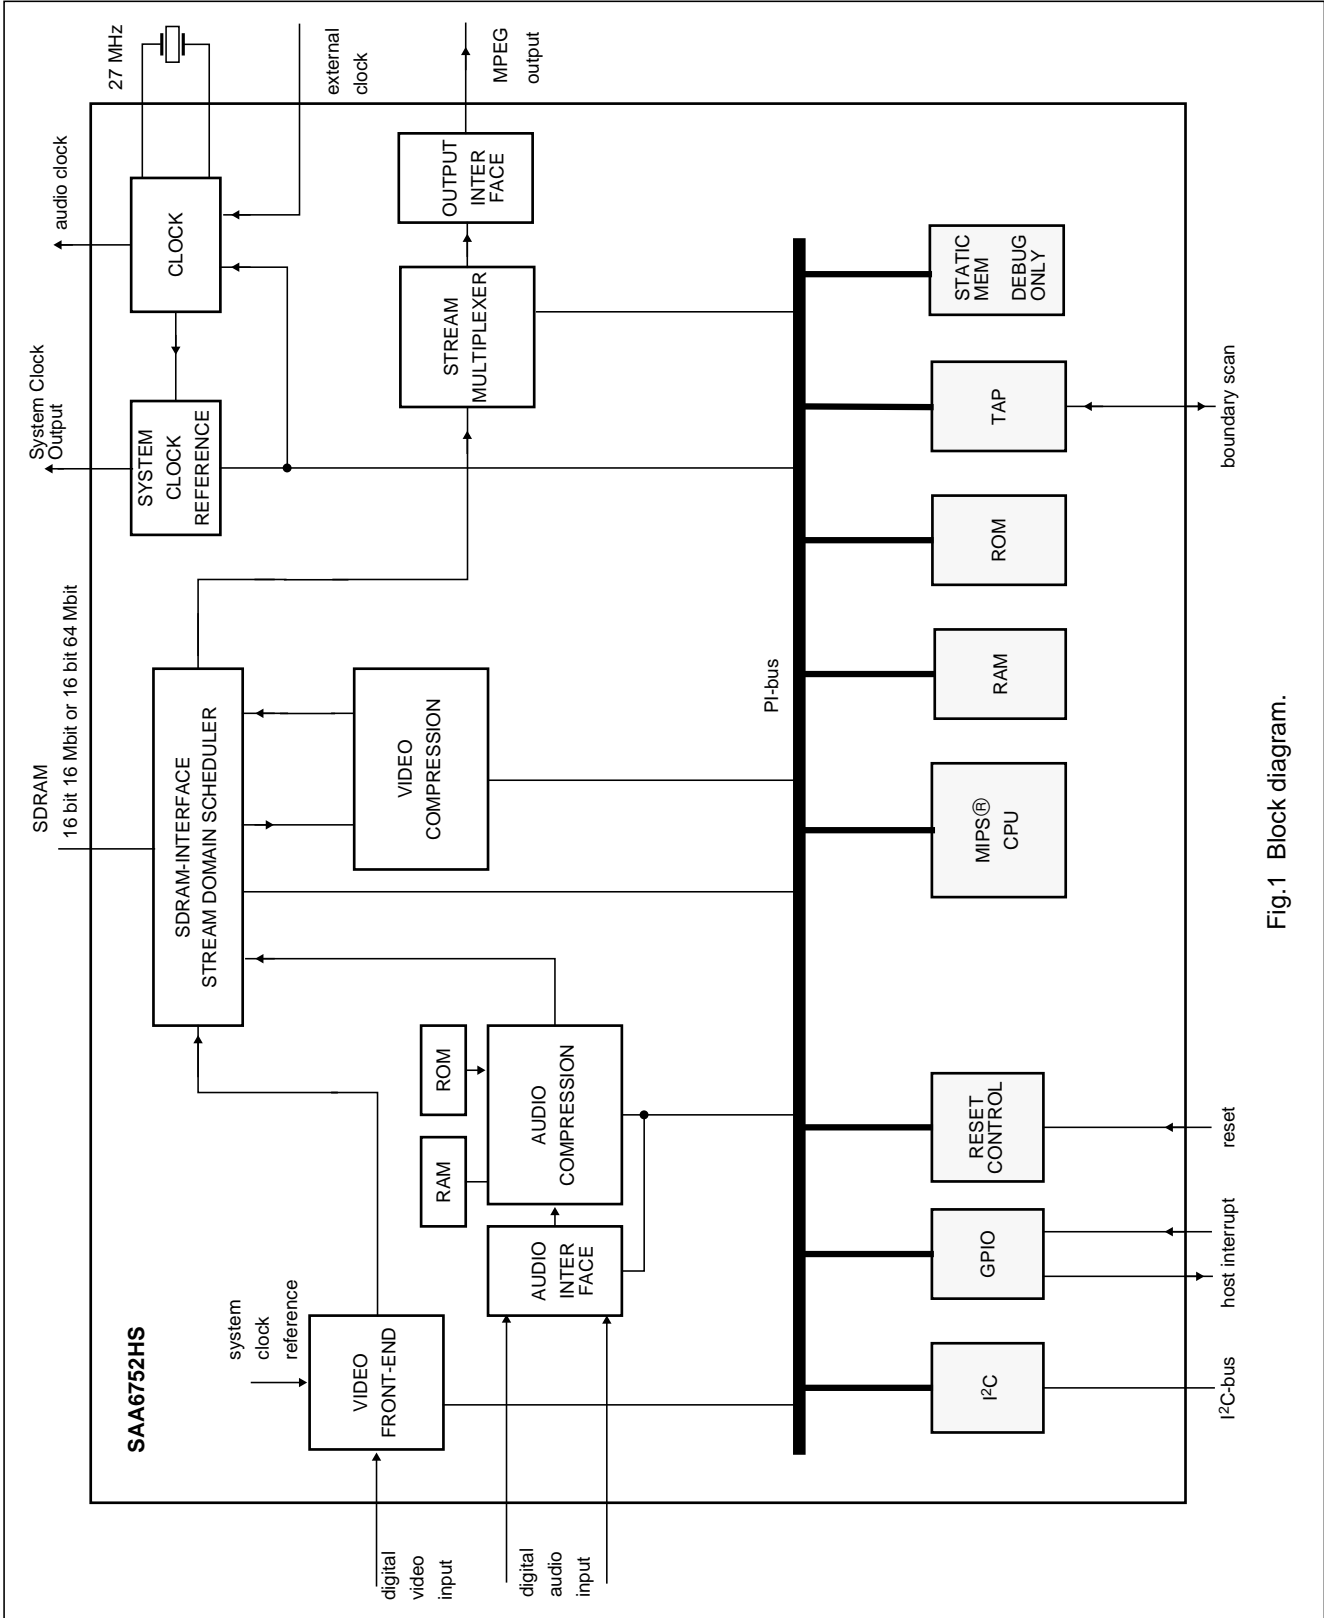 SAA6752HS
SDRAM
16 bit 16 Mbit or 16 bit 64 Mbit
System Clock
Output
audio clock
27 MHz
external
clock
SDRAM-INTERFACE
STREAM DOMAIN SCHEDULER
SYSTEM
CLOCK
REFERENCE
CLOCK
system
clock
reference
digital
video
input
VIDEO
FRONT-END
VIDEO
COMPRESSION
STREAM
MULTIPLEXER
OUTPUT
INTER
FACE
MPEG
output
RAM
ROM
digital
audio
input
AUDIO
INTER
FACE
AUDIO
COMPRESSION
PI-bus
I²C
GPIO
RESET
CONTROL
MIPS®
CPU
RAM
ROM
TAP
STATIC
MEM
DEBUG
ONLY
I²C-bus
host interrupt
reset
boundary scan
Fig.1 Block diagram.